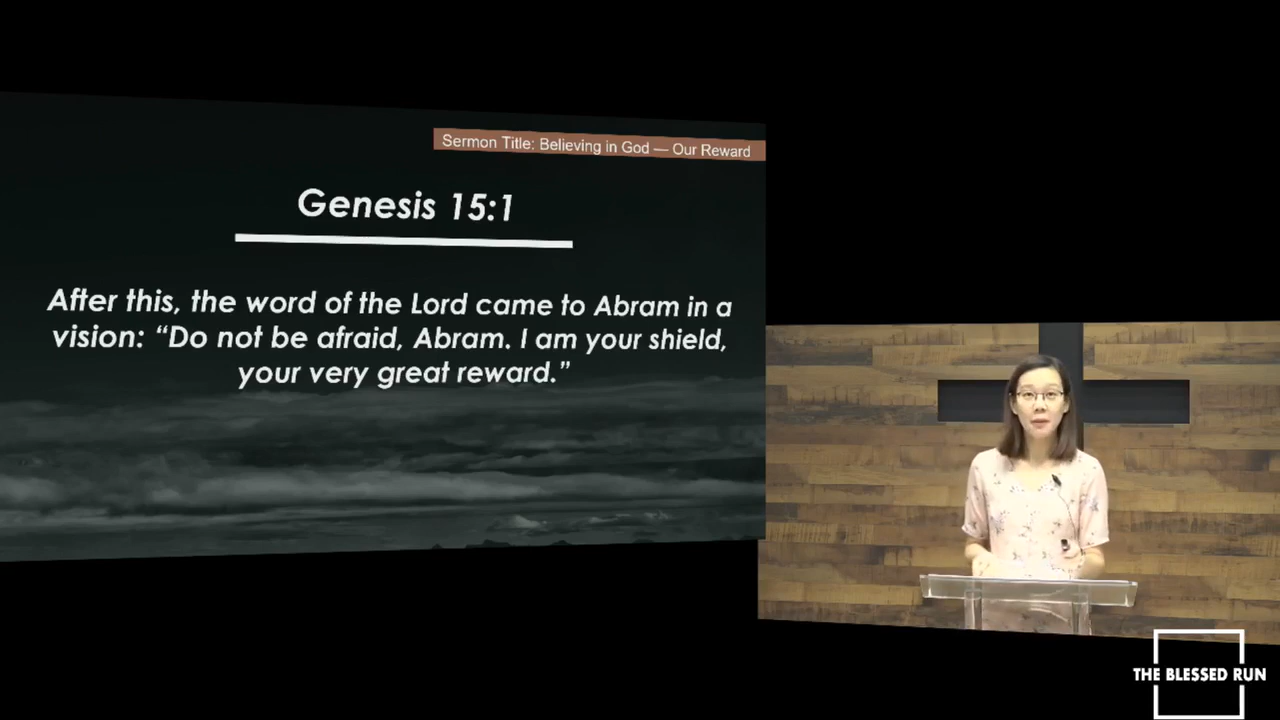 Sermon Title: Believing in God — Our Reward
Genesis 15:1
After this, the word of the Lord came to Abram in a
vision: “Do not be afraid, Abram. I am your shield,
your very great reward.”
THE BLESSED RUN